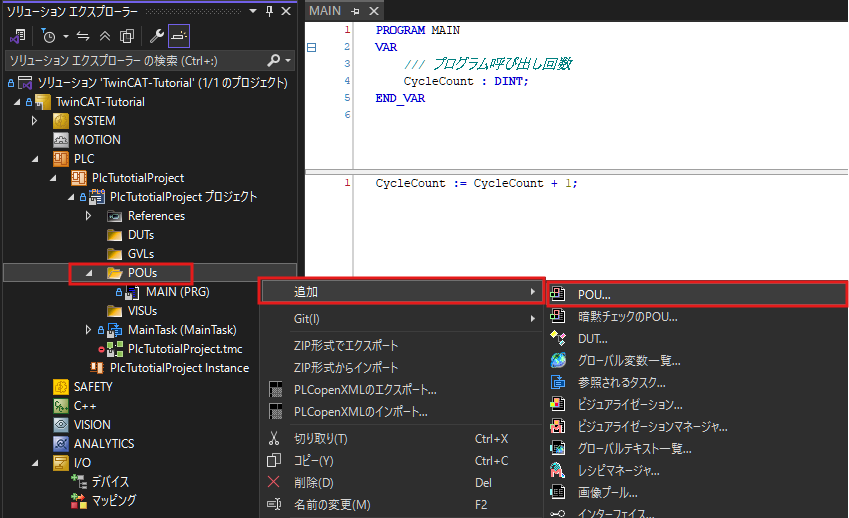 ソリューション エクスプローラー
ソリューション エクスプローラー の検索 (Ctrl+:)
ソリューション 'TwinCAT-Tutorial' (1/1 のプロジェクト)
TwinCAT-Tutorial
SYSTEM
MOTION
PLC
PlcTutotialProject
PlcTutotialProject プロジェクト
References
DUTs
GVLs
POUs
MAIN (PRG)
VISUs
MainTask (MainTask)
PlcTutotialProject.tmc
PlcTutotialProject Instance
SAFETY
C++
VISION
ANALYTICS
I/O
デバイス
マッピング
MAIN
1 PROGRAM MAIN
2 VAR
3 /// プログラム呼び出し回数
4 CycleCount : DINT;
5 END_VAR
6
1 CycleCount := CycleCount + 1;
追加
Git(I)
ZIP形式でエクスポート
ZIP形式からインポート
PLCopenXMLのエクスポート...
PLCopenXMLのインポート...
切り取り(T) Ctrl+X
コピー(Y) Ctrl+C
削除(D) Del
名前の変更(M) F2
POU...
暗黙チェックのPOU...
DUT...
グローバル変数一覧...
参照されるタスク...
ビジュアライゼーション...
ビジュアライゼーションマネージャ...
グローバルテキスト一覧...
レシピマネージャ...
画像プール...
インターフェイス...